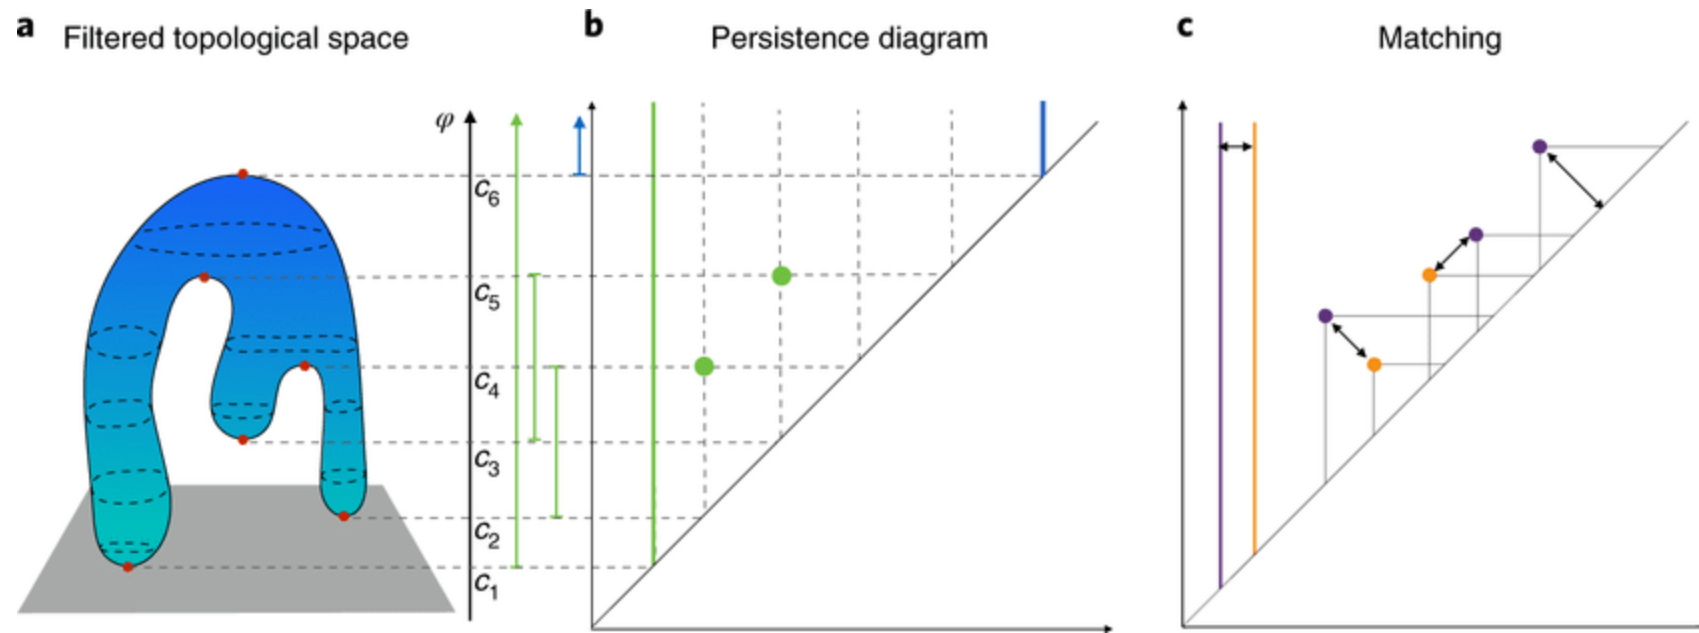 a Filtered topological space
b Persistence diagram
c Matching
φ
c6
c5
c4
c3
c2
c1